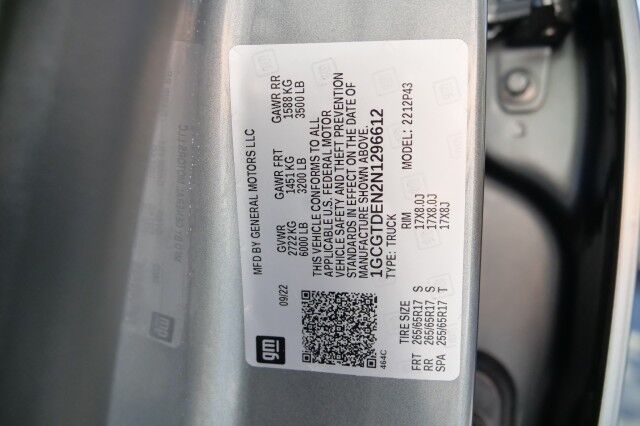 MFD BY GENERAL MOTORS LLC
09/22 GVWR GAWR FRT GAWR RR
2722 KG 1451 KG 1588 KG
6000 LB 3200 LB 3500 LB
THIS VEHICLE CONFORMS TO ALL
APPLICABLE U.S. FEDERAL MOTOR
VEHICLE SAFETY AND THEFT PREVENTION
STANDARDS IN EFFECT ON THE DATE OF
MANUFACTURE SHOWN ABOVE.
1GCGTDEN2N1296612
TYPE: TRUCK MODEL: 2212P43
gm
464C
TIRE SIZE RIM
FRT 265/65R17 S 17X8.0J
RR 265/65R17 S 17X8.0J
SPA 255/65R17 T 17X8J